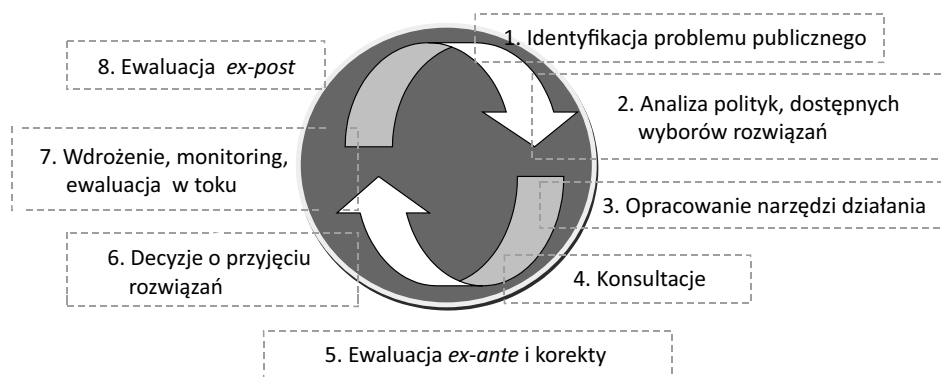 1. Identyfikacja problemu publicznego
2. Analiza polityk, dostępnych
wyborów rozwiązań
3. Opracowanie narzędzi działania
4. Konsultacje
5. Ewaluacja ex-ante i korekty
6. Decyzje o przyjęciu
rozwiązań
7. Wdrożenie, monitoring,
ewaluacja w toku
8. Ewaluacja ex-post